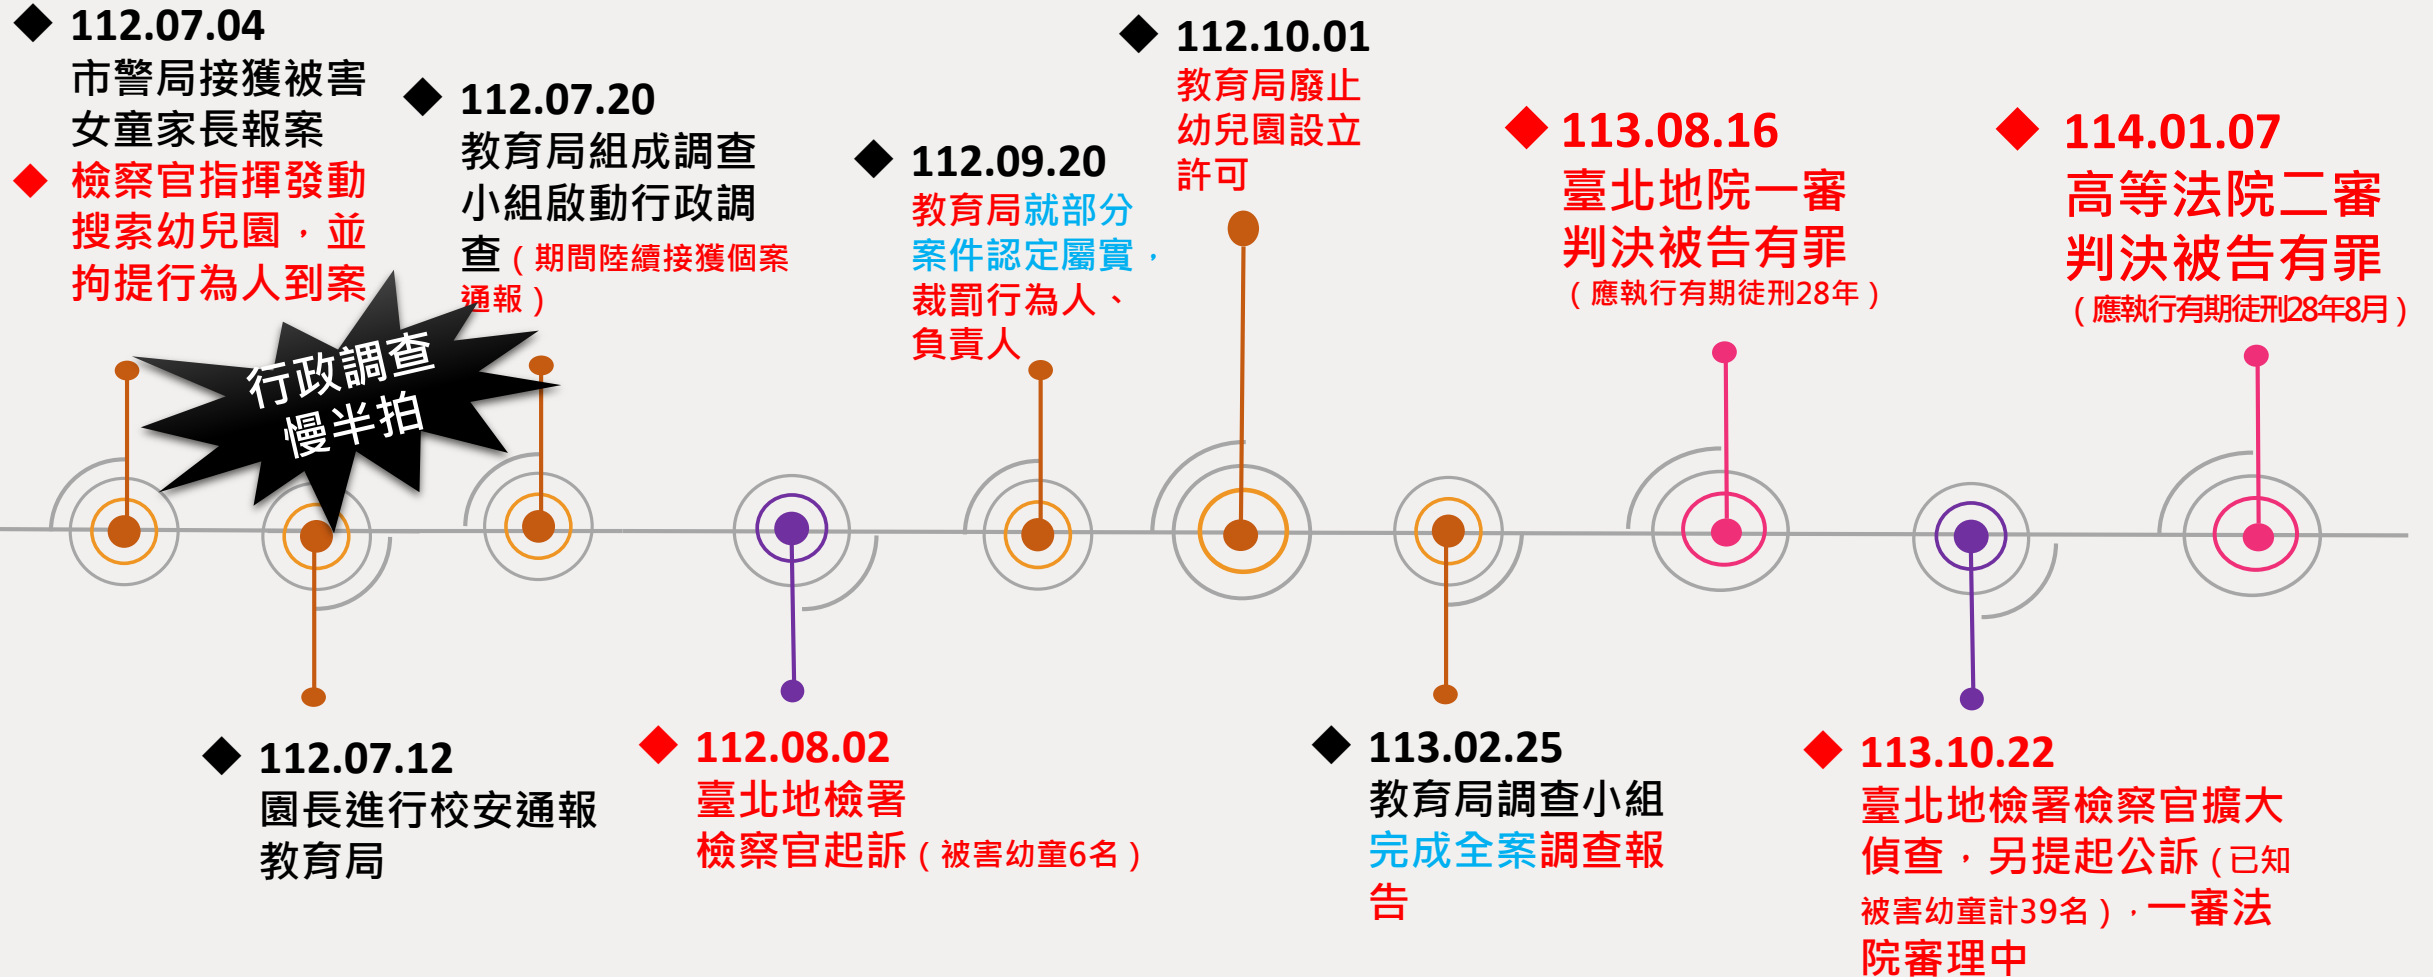 112.07.04
市警局接獲被害
女童家長報案
檢察官指揮發動
搜索幼兒園，並
拘提行為人到案
行政調查
慢半拍
112.07.12
園長進行校安通報
教育局
112.07.20
教育局組成調查
小組啟動行政調
查（期間陸續接獲個案
通報）
112.08.02
臺北地檢署
檢察官起訴（被害幼童6名）
112.09.20
教育局就部分
案件認定屬實，
裁罰行為人、
負責人
112.10.01
教育局廢止
幼兒園設立
許可
113.02.25
教育局調查小組
完成全案調查報
告
113.08.16
臺北地院一審
判決被告有罪
（應執行有期徒刑28年）
113.10.22
臺北地檢署檢察官擴大
偵查，另提起公訴（已知
被害幼童計39名），一審法
院審理中
114.01.07
高等法院二審
判決被告有罪
（應執行有期徒刑28年8月）